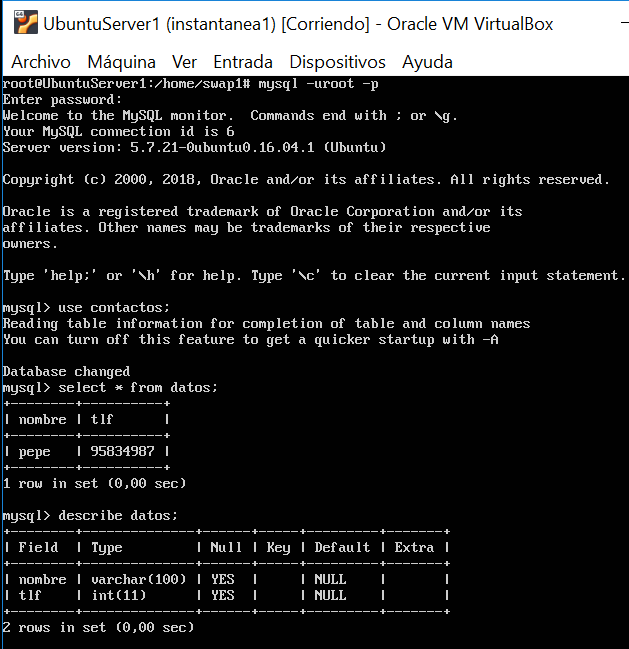 UbuntuServer1 (instantanea1) [Corriendo] - Oracle VM VirtualBox
Archivo Máquina Ver Entrada Dispositivos Ayuda
root@UbuntuServer1:/home/swap1# mysql -uroot -p
Enter password:
Welcome to the MySQL monitor.  Commands end with ; or \g.
Your MySQL connection id is 6
Server version: 5.7.21-0ubuntu0.16.04.1 (Ubuntu)
Copyright (c) 2000, 2018, Oracle and/or its affiliates. All rights reserved.
Oracle is a registered trademark of Oracle Corporation and/or its
affiliates. Other names may be trademarks of their respective
owners.
Type 'help;' or '\h' for help. Type '\c' to clear the current input statement.
mysql> use contactos;
Reading table information for completion of table and column names
You can turn off this feature to get a quicker startup with -A
Database changed
mysql> select * from datos;
+--------+----------+
| nombre | tlf      |
+--------+----------+
| pepe   | 95834987 |
+--------+----------+
1 row in set (0,00 sec)
mysql> describe datos;
+--------+--------------+------+-----+---------+-------+
| Field  | Type         | Null | Key | Default | Extra |
+--------+--------------+------+-----+---------+-------+
| nombre | varchar(100) | YES  |     | NULL    |       |
| tlf    | int(11)      | YES  |     | NULL    |       |
+--------+--------------+------+-----+---------+-------+
2 rows in set (0,00 sec)